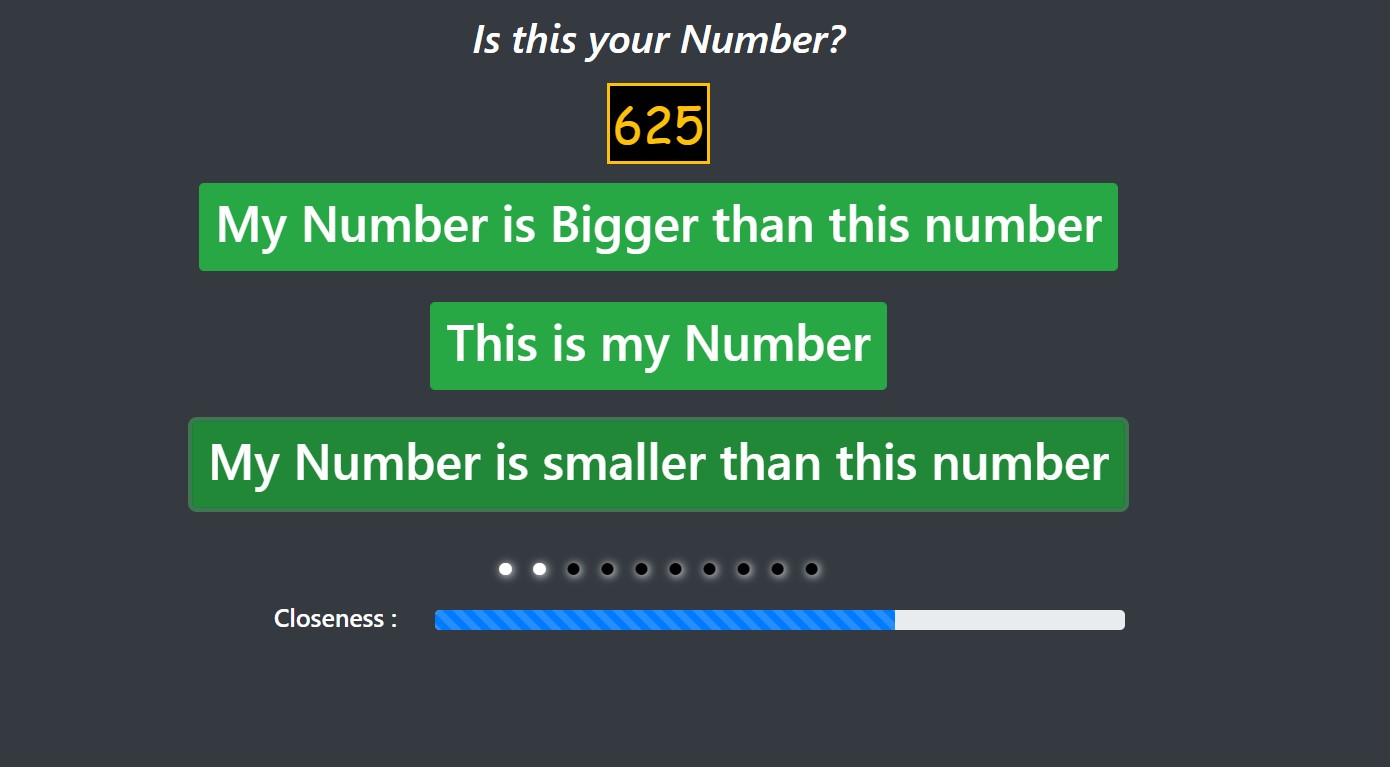 Is this your Number?
625
My Number is Bigger than this number
This is my Number
My Number is smaller than this number
Closeness :